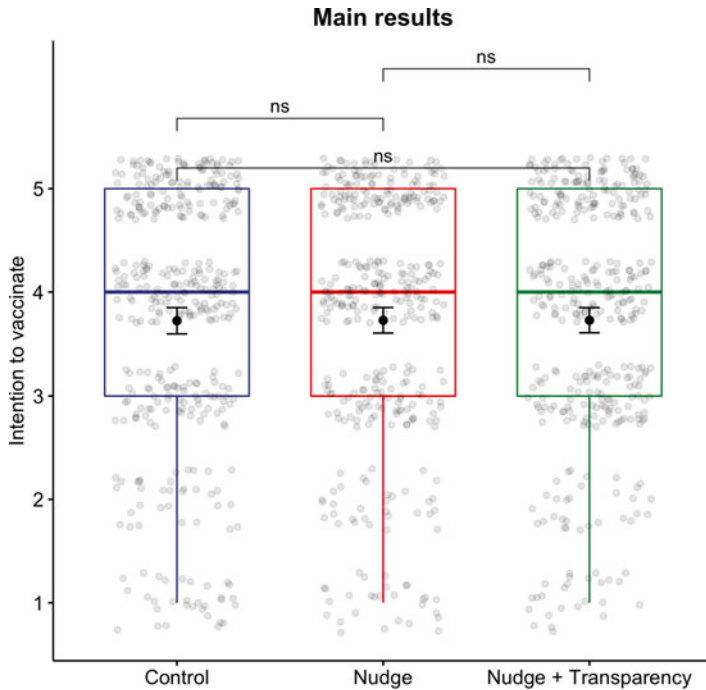 Main results
ns
ns
ns
Intention to vaccinate
5
4
3
2
1
Control
Nudge
Nudge + Transparency